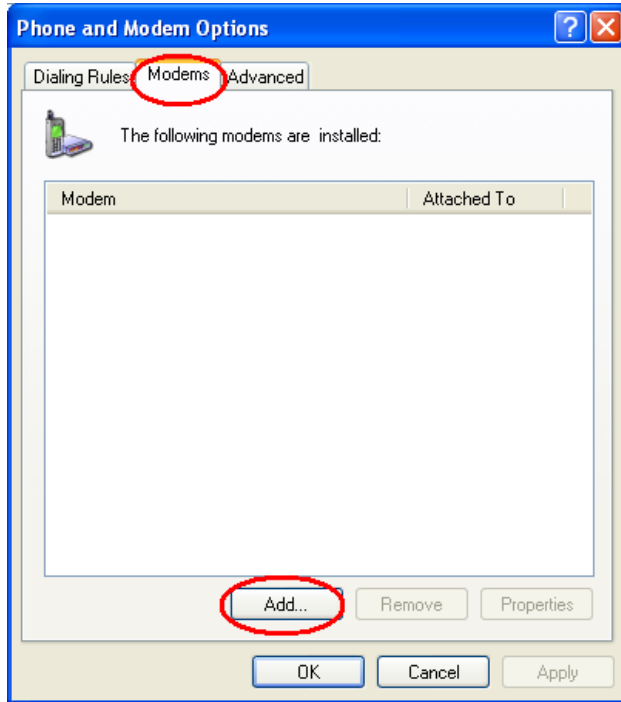 Phone and Modem Options
Dialing Rules Modems Advanced
The following modems are installed:
Modem Attached To
Add... Remove Properties
OK Cancel Apply